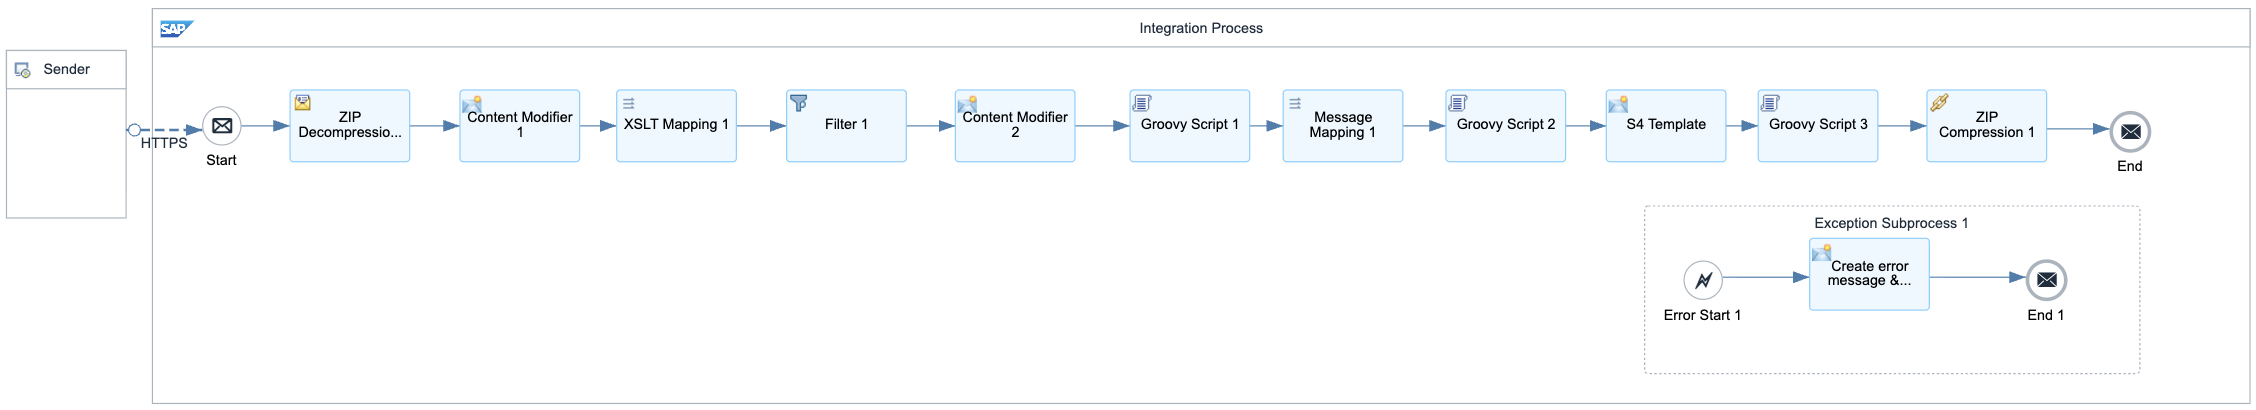 SAP
Integration Process
Sender
HTTPS
Start
ZIP
Decompressio...
Content Modifier
1
XSLT Mapping 1
Filter 1
Content Modifier
2
Groovy Script 1
Message
Mapping 1
Groovy Script 2
S4 Template
Groovy Script 3
ZIP
Compression 1
End
Exception Subprocess 1
Error Start 1
Create error
message &...
End 1